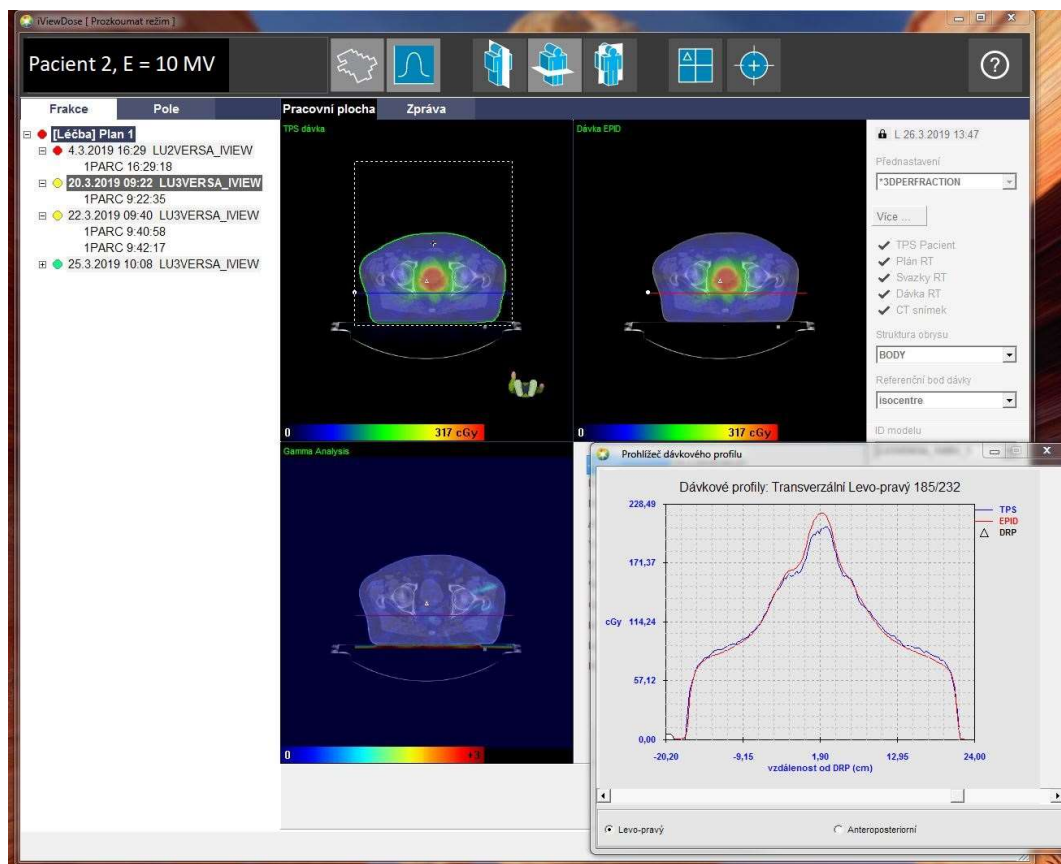 iViewDose [ Prozkoumat režim ]
Pacient 2, E = 10 MV
Frakce Pole Pracovní plocha Zpráva
[Léčba] Plan 1
4.3.2019 16:29 LU2VERSA_IVIEW
1PARC 16:29:18
20.3.2019 09:22 LU3VERSA_IVIEW
1PARC 9:22:35
22.3.2019 09:40 LU3VERSA_IVIEW
1PARC 9:40:58
1PARC 9:42:17
25.3.2019 10:08 LU3VERSA_IVIEW
TPS dávka
0 317 cGy
Dávka EPID
0 317 cGy
Gamma Analysis
0 +3
L 26.3.2019 13:47
Přednastavení
*3DPERFRACTION
Více ...
TPS Pacient
Plán RT
Svazky RT
Dávka RT
CT snímek
Struktura obrysu
BODY
Referenční bod dávky
isocentre
ID modelu
Prohlížeč dávkového profilu
Dávkové profily: Transverzální Levo-pravý 185/232
228,49
171,37
cGy 114,24
57,12
0,00
-20,20 -9,15 1,90 12,95 24,00
vzdálenost od DRP (cm)
TPS
EPID
DRP
Levo-pravý Anteroposteriorní